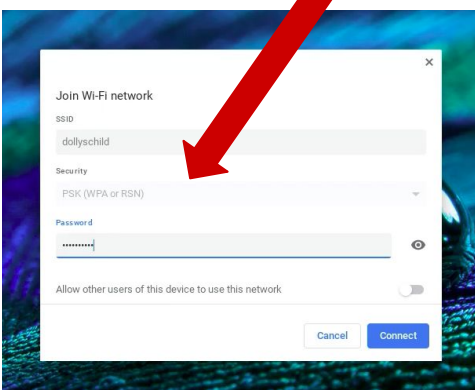 Join Wi-Fi network
SSID
dollyschild
Security
PSK (WPA or RSN)
Password
••••••••••
Allow other users of this device to use this network
Cancel Connect